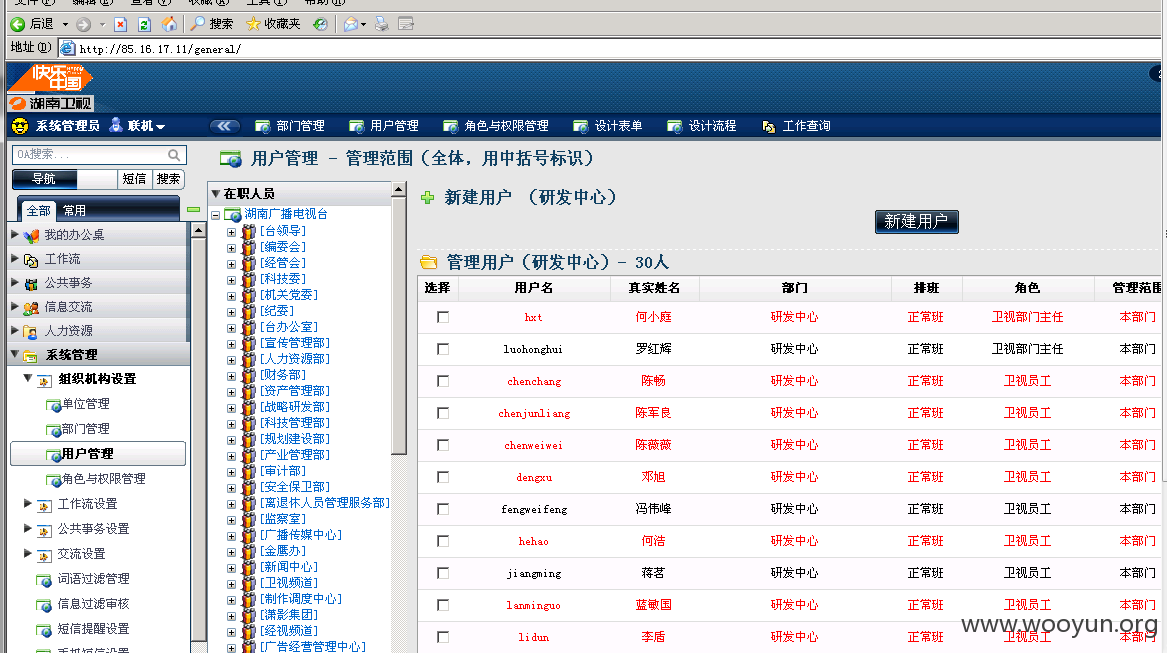 文件(F) 编辑(E) 查看(V) 收藏(A) 工具(T) 帮助(H)
后退 搜索 收藏夹
地址(D) http://85.16.17.11/general/
快乐中国
湖南卫视
系统管理员 联机
部门管理 用户管理 角色与权限管理 设计表单 设计流程 工作查询
OA搜索...
导航 短信 搜索
全部 常用
我的办公桌
工作流
公共事务
信息交流
人力资源
系统管理
组织机构设置
单位管理
部门管理
用户管理
角色与权限管理
工作流设置
公共事务设置
交流设置
词语过滤管理
信息过滤审核
短信提醒设置
手机短信设置
用户管理 - 管理范围（全体，用中括号标识）
在职人员
湖南广播电视台
[台领导]
[编委会]
[经管会]
[科技委]
[机关党委]
[纪委]
[台办公室]
[宣传管理部]
[人力资源部]
[财务部]
[资产管理部]
[战略研发部]
[科技管理部]
[规划建设部]
[产业管理部]
[审计部]
[安全保卫部]
[离退休人员管理服务部]
[监察室]
[广播传媒中心]
[金鹰办]
[新闻中心]
[卫视频道]
[制作调度中心]
[潇影集团]
[经视频道]
[广告经营管理中心]
新建用户 （研发中心）
新建用户
管理用户（研发中心）- 30人
选择 用户名 真实姓名 部门 排班 角色 管理范围
hxt 何小庭 研发中心 正常班 卫视部门主任 本部门
luohonghui 罗红辉 研发中心 正常班 卫视部门主任 本部门
chenchang 陈畅 研发中心 正常班 卫视员工 本部门
chenjunliang 陈军良 研发中心 正常班 卫视员工 本部门
chenweiwei 陈薇薇 研发中心 正常班 卫视员工 本部门
dengxu 邓旭 研发中心 正常班 卫视员工 本部门
fengweifeng 冯伟峰 研发中心 正常班 卫视员工 本部门
hehao 何浩 研发中心 正常班 卫视员工 本部门
jiangming 蒋茗 研发中心 正常班 卫视员工 本部门
lanminguo 蓝敏国 研发中心 正常班 卫视员工 本部门
lidun 李盾 研发中心 正常班 卫视员工 本部门
www.wooyun.org